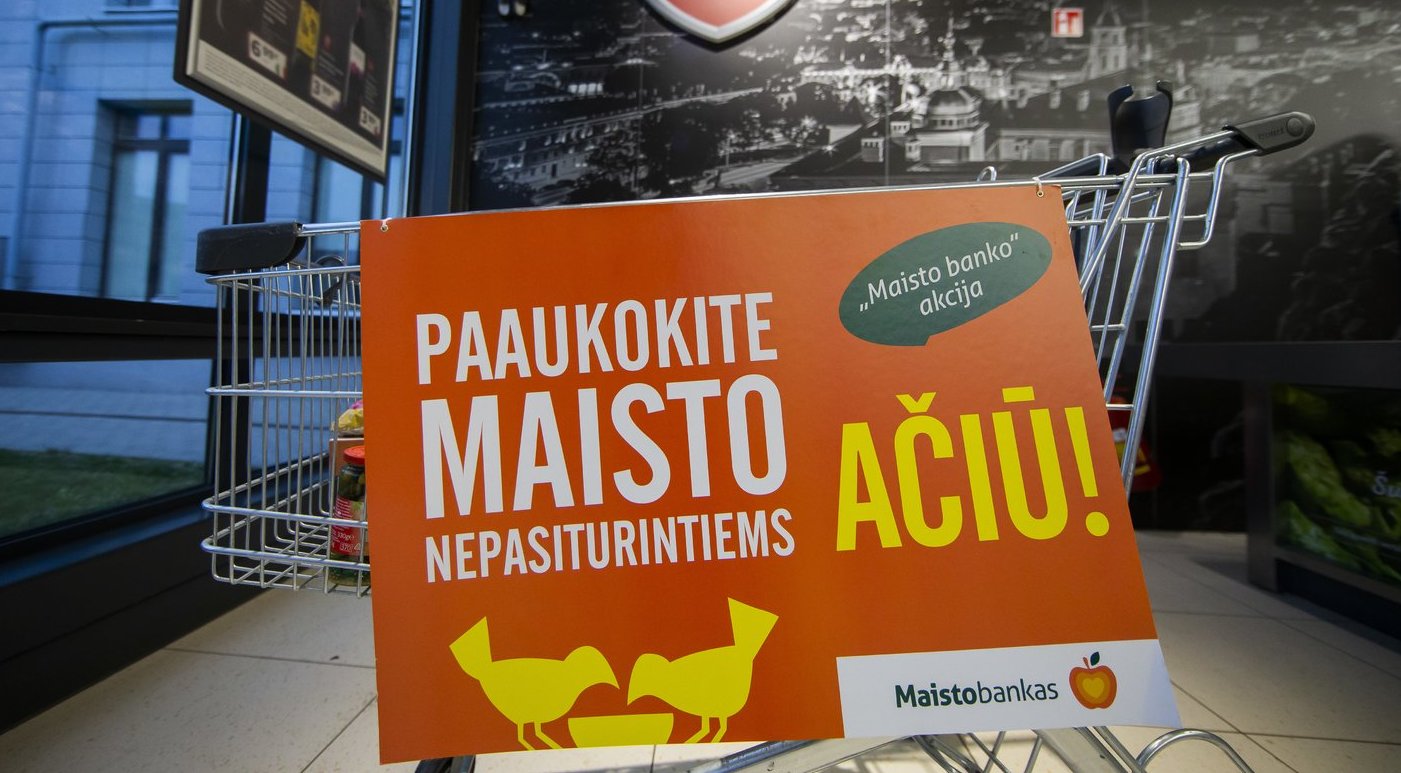 „Maisto banko“
akcija
PAAUKOKITE
MAISTO
NEPASITURINTIEMS
AČIŪ!
Maistobankas